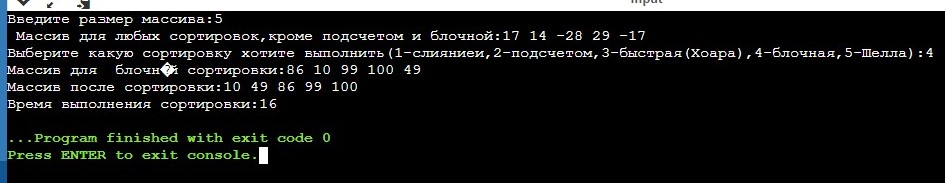 Input
Введите размер массива:5
Массив для любых сортировок,кроме подсчетом и блочной:17 14 -28 29 -17
Выберите какую сортировку хотите выполнить(1-слиянией,2-подсчетом,3-быстрая(Хоара),4-блочная,5-Шелла):4
Массив для  блочн�й сортировки:86 10 99 100 49
Массив после сортировки:10 49 86 99 100
Время выполнения сортировки:16
...Program finished with exit code 0
Press ENTER to exit console.